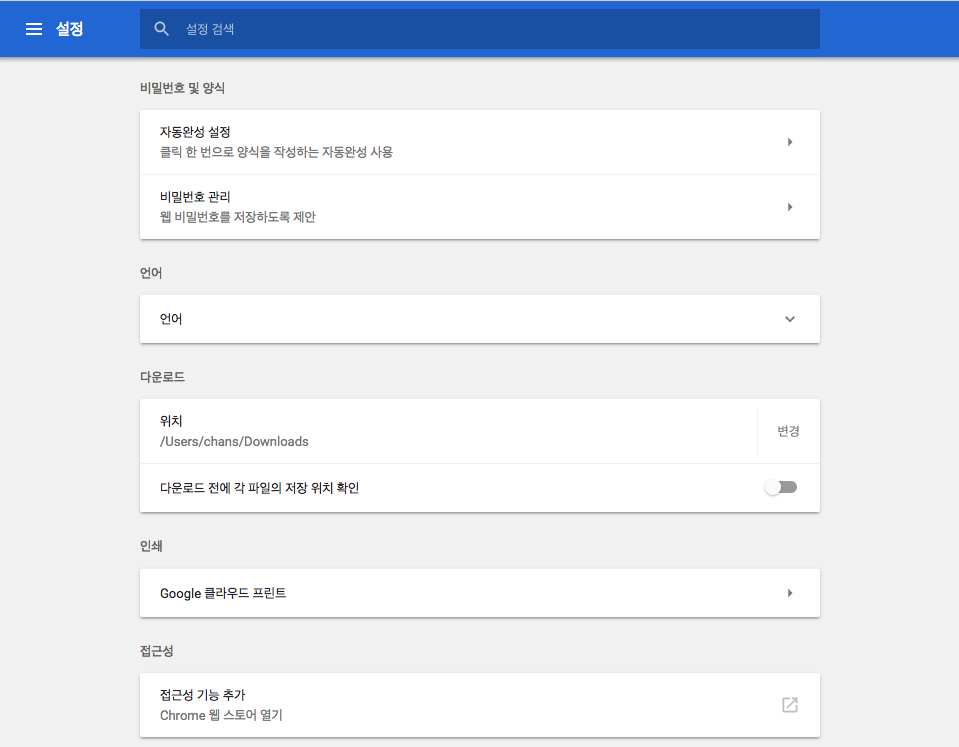 설정
설정 검색
비밀번호 및 양식
자동완성 설정
클릭 한 번으로 양식을 작성하는 자동완성 사용
비밀번호 관리
웹 비밀번호를 저장하도록 제안
언어
언어
다운로드
위치
/Users/chans/Downloads
변경
다운로드 전에 각 파일의 저장 위치 확인
인쇄
Google 클라우드 프린트
접근성
접근성 기능 추가
Chrome 웹 스토어 열기